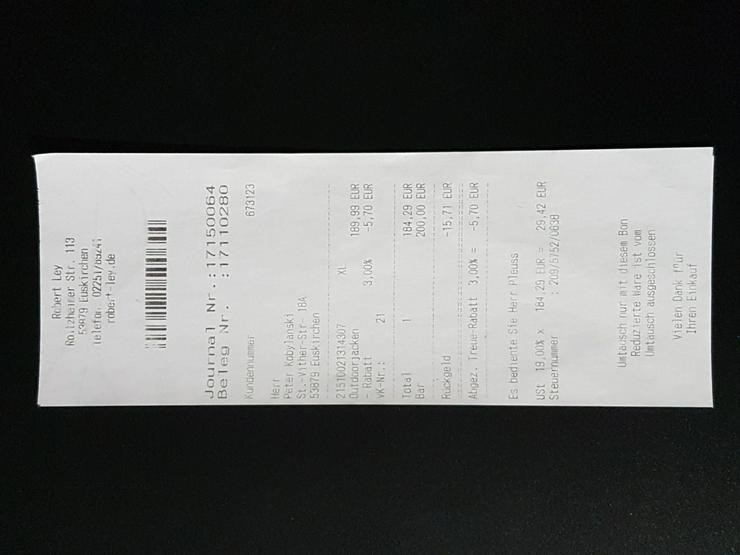 Robert Ley
Roitzheimer Str. 113
53879 Euskirchen
Telefon 02251/65241
robert-ley.de
Journal Nr.:17150064
Beleg Nr. :17110280
Kundennummer 673123
Herr
Peter Kobylanski
St.-Vither-Str- 18A
53879 Euskirchen
21510021314307 XL
Outdoorjacken 189,99 EUR
- Rabatt 3,00% -5,70 EUR
VK-Nr.: 21
Total 1 184,29 EUR
Bar 200,00 EUR
Rückgeld -15,71 EUR
Abgez. Treue-Rabatt 3,00% = -5,70 EUR
Es bediente Sie Herr Pleuss
USt 19,00% x 184,29 EUR = 29,42 EUR
Steuernummer : 209/5752/0638
Umtausch nur mit diesem Bon
Reduzierte Ware ist vom
Umtausch ausgeschlossen
Vielen Dank für
Ihren Einkauf